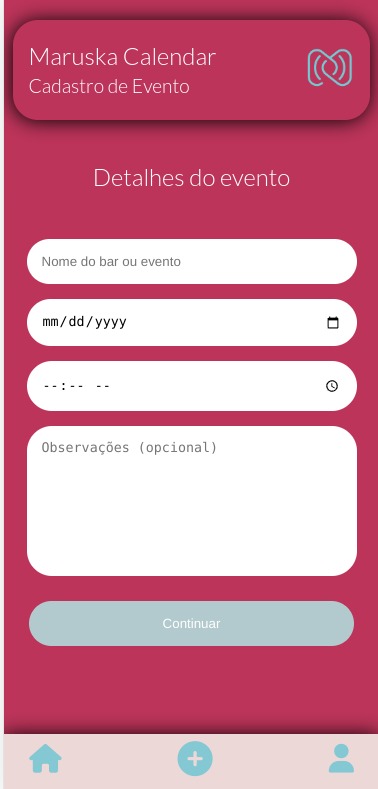 Maruska Calendar
Cadastro de Evento
Detalhes do evento
Nome do bar ou evento
mm/dd/yyyy
--:-- --
Observações (opcional)
Continuar